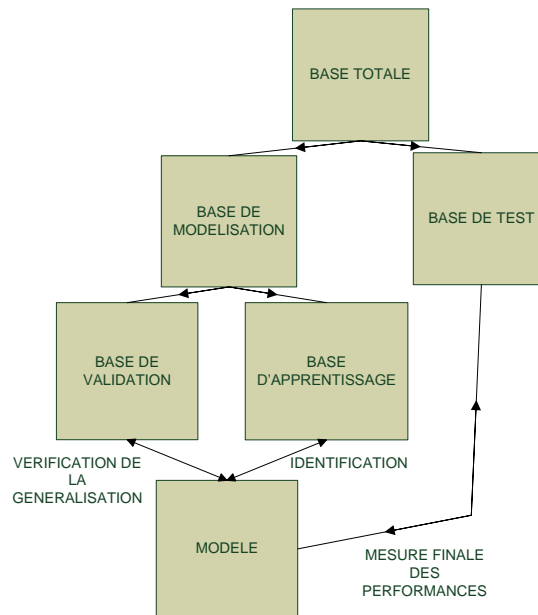 BASE TOTALE
BASE DE
MODELISATION
BASE DE TEST
BASE DE
VALIDATION
BASE
D'APPRENTISSAGE
VERIFICATION DE
LA
GENERALISATION
IDENTIFICATION
MODELE
MESURE FINALE
DES
PERFORMANCES